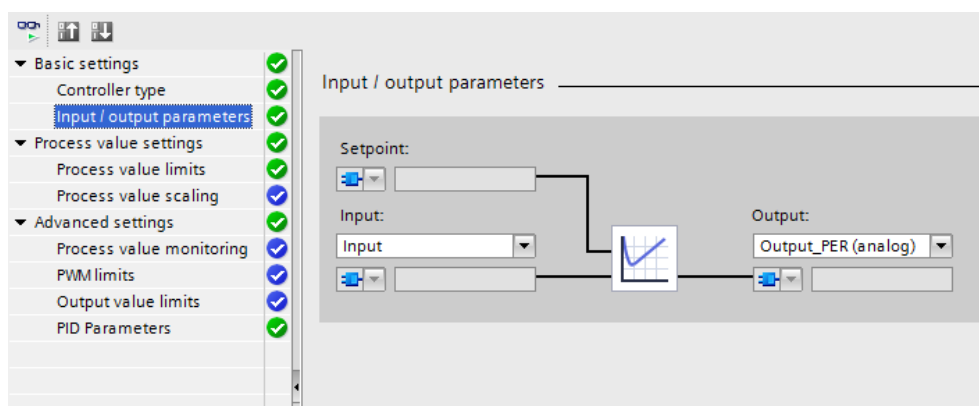 Basic settings
Controller type
Input / output parameters
Process value settings
Process value limits
Process value scaling
Advanced settings
Process value monitoring
PWM limits
Output value limits
PID Parameters
Input / output parameters
Setpoint:
Input:
Input
Output:
Output_PER (analog)